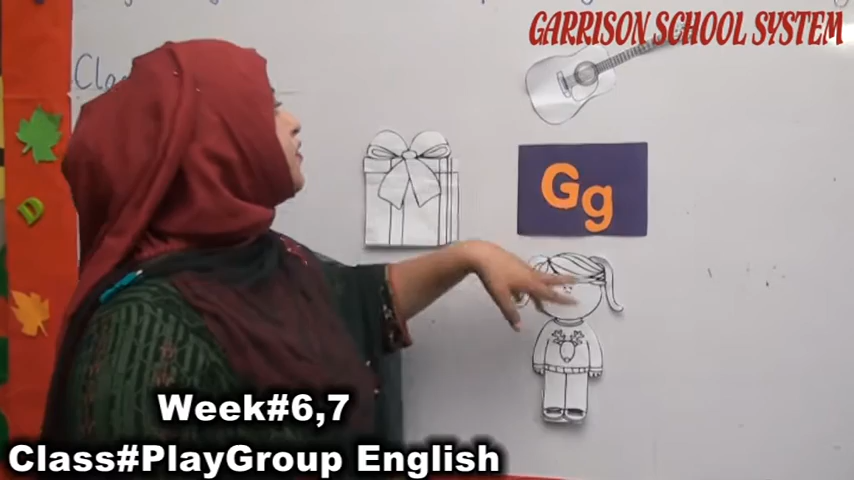 GARRISON SCHOOL SYSTEM
Gg
D
Week#6,7
Class#PlayGroup English